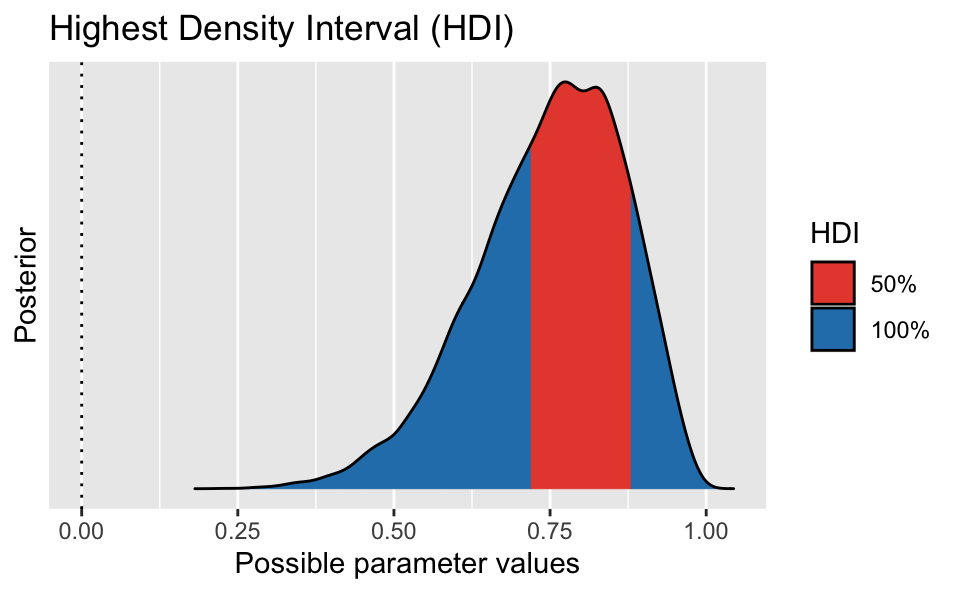 Highest Density Interval (HDI)
Posterior
HDI
50%
100%
0.00
0.25
0.50
0.75
1.00
Possible parameter values